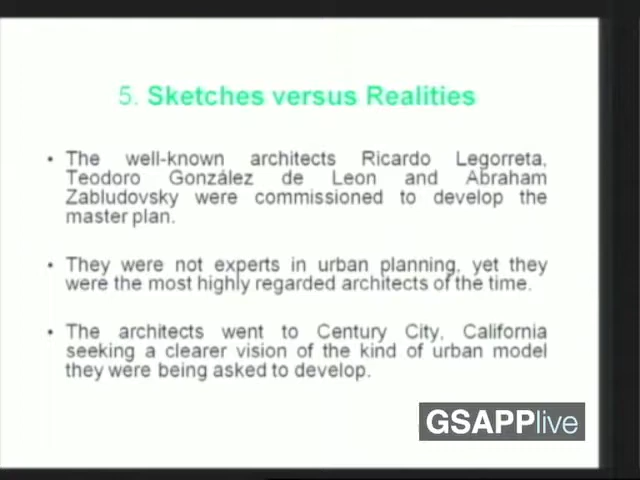 5. Sketches versus Realities
• The well-known architects Ricardo Legorreta,
Teodoro González de Leon and Abraham
Zabludovsky were commissioned to develop the
master plan.
• They were not experts in urban planning, yet they
were the most highly regarded architects of the time.
• The architects went to Century City, California
seeking a clearer vision of the kind of urban model
they were being asked to develop.
GSAPPlive